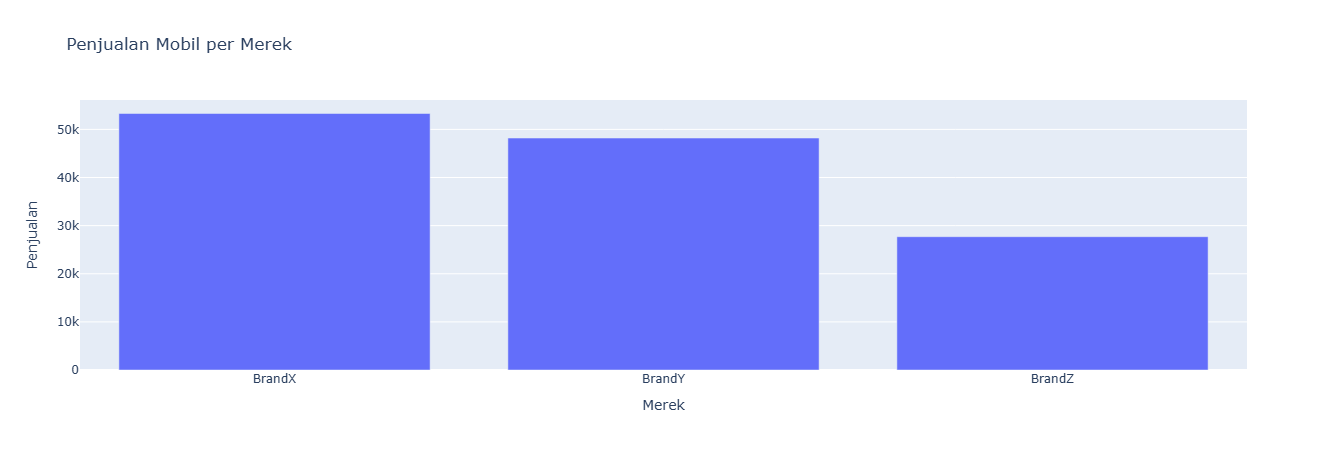 Penjualan Mobil per Merek
Penjualan
50k
40k
30k
20k
10k
0
BrandX
BrandY
BrandZ
Merek